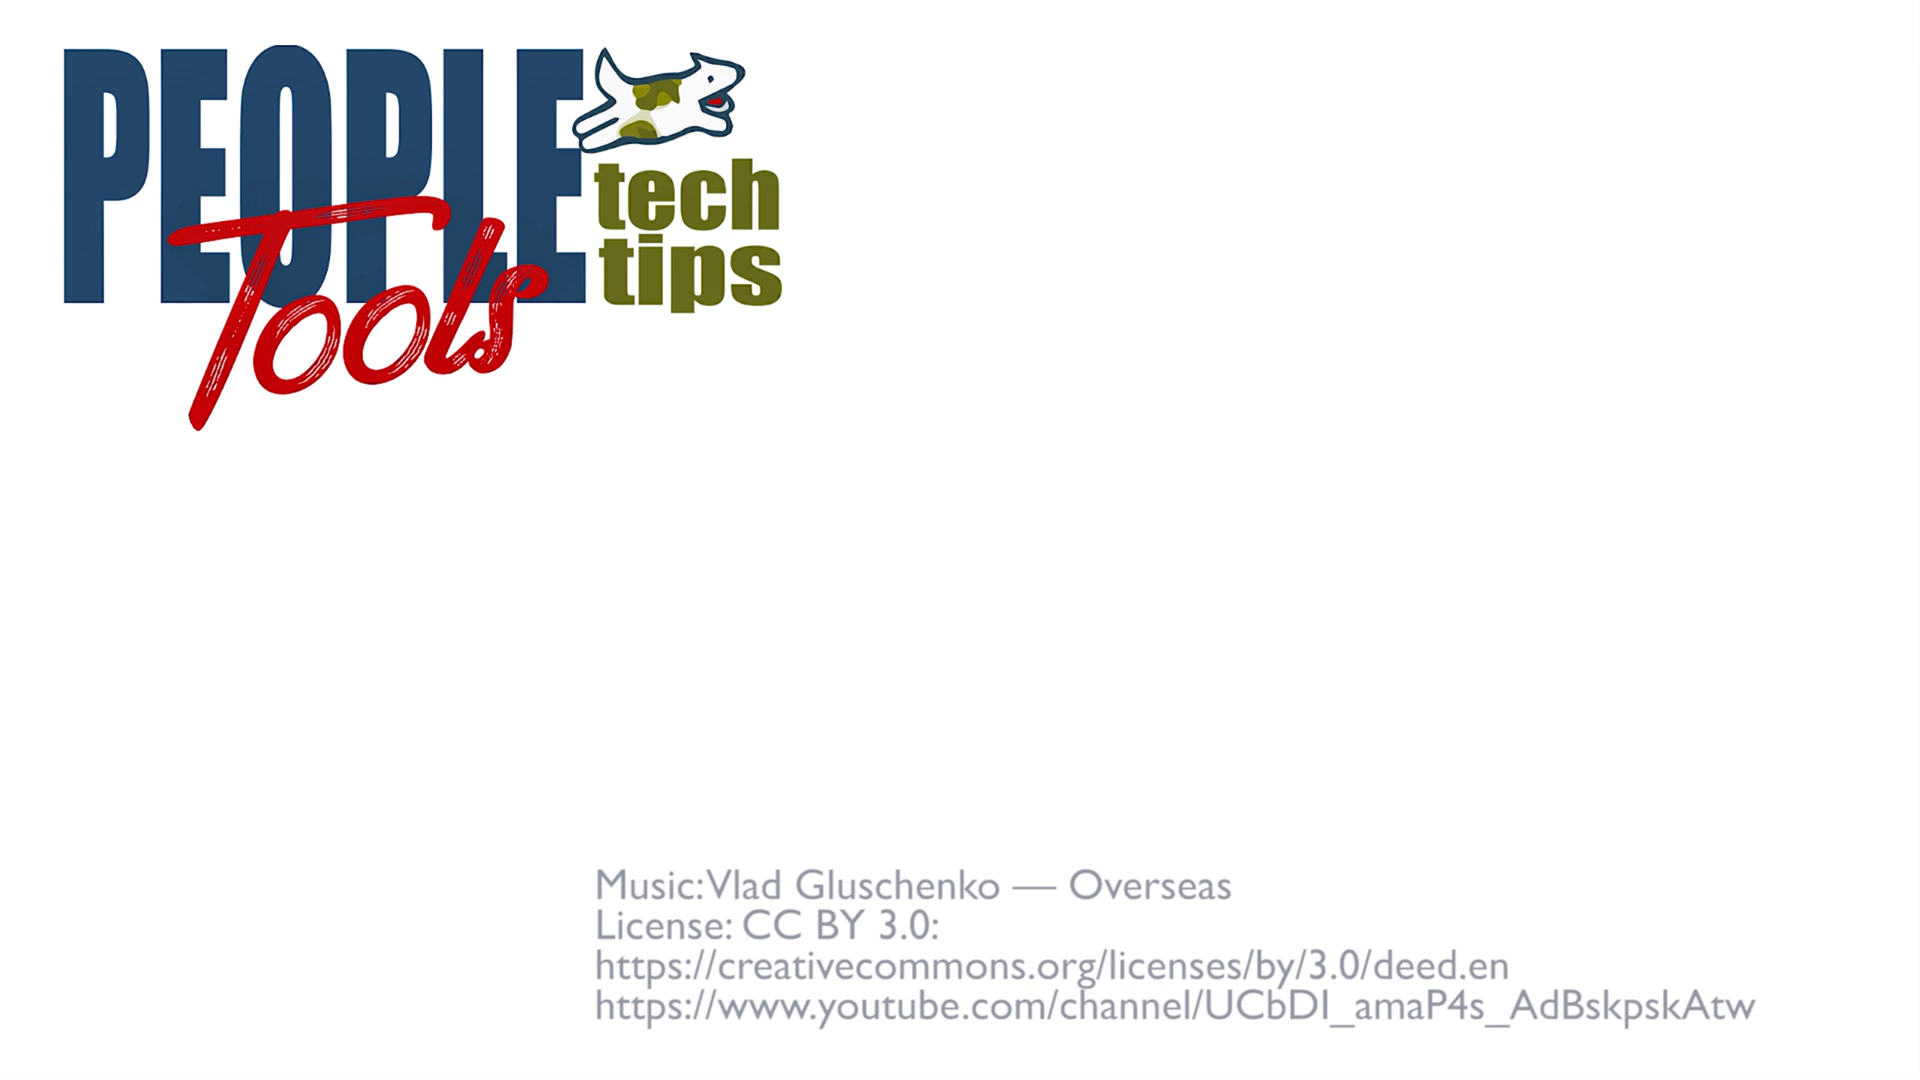 PEOPLE
Tools
tech
tips
Music: Vlad Gluschenko — Overseas
License: CC BY 3.0:
https://creativecommons.org/licenses/by/3.0/deed.en
https://www.youtube.com/channel/UCbDI_amaP4s_AdBskpskAtw